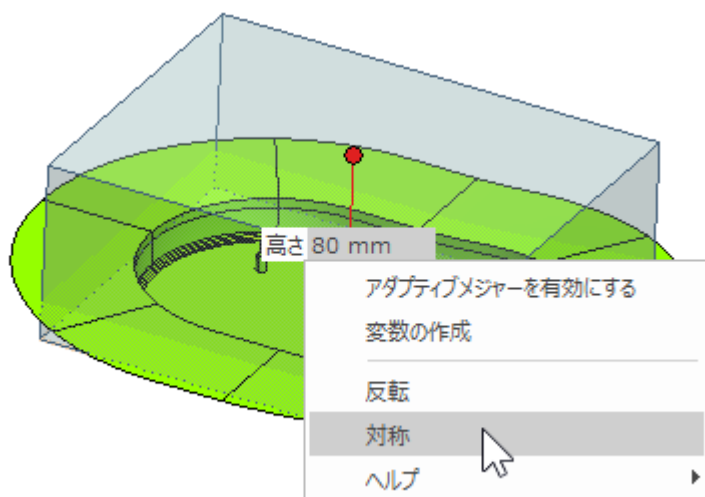 高さ 80 mm
アダプティブメジャーを有効にする
変数の作成
反転
対称
ヘルプ